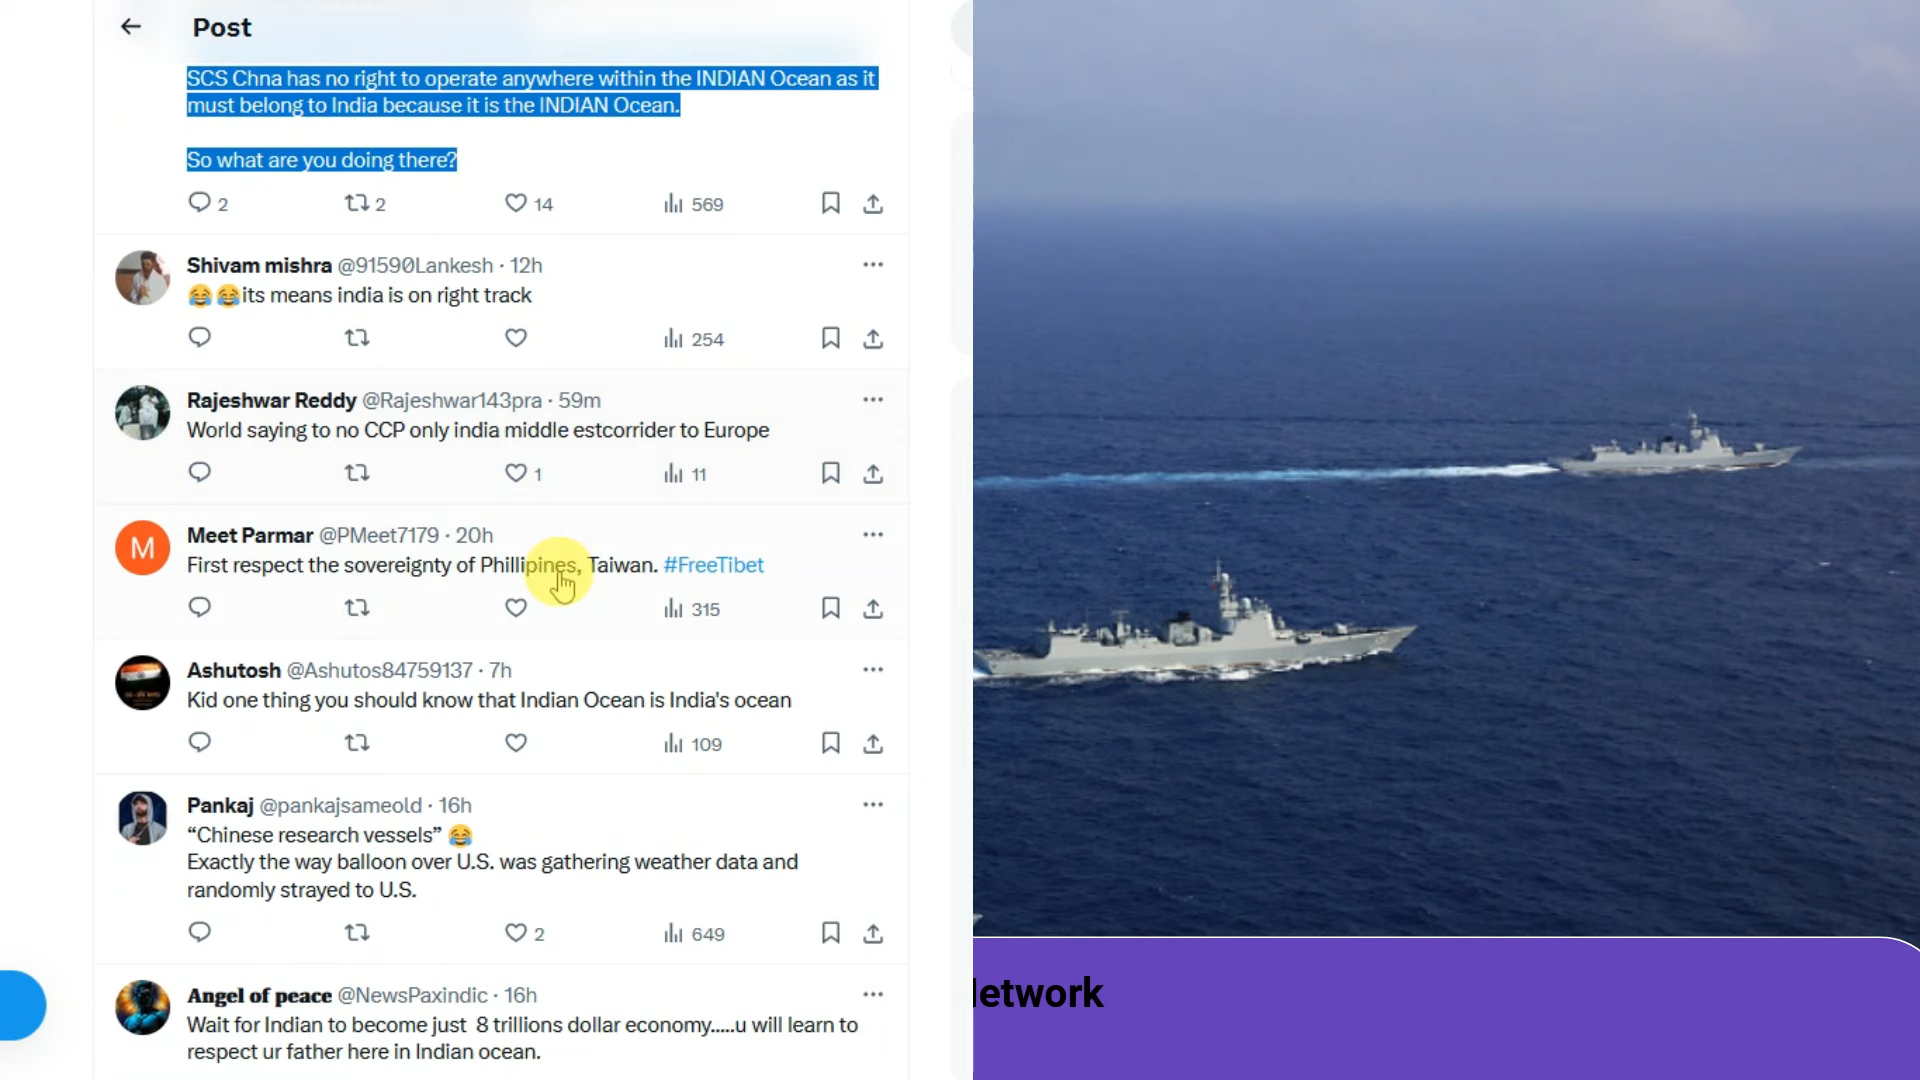 Post
SCS Chna has no right to operate anywhere within the INDIAN Ocean as it
must belong to India because it is the INDIAN Ocean.
So what are you doing there?
2 2 14 569
Shivam mishra @91590Lankesh · 12h
😂😂its means india is on right track
254
Rajeshwar Reddy @Rajeshwar143pra · 59m
World saying to no CCP only india middle estcorrider to Europe
1 11
M
Meet Parmar @PMeet7179 · 20h
First respect the sovereignty of Phillipines, Taiwan. #FreeTibet
315
Ashutosh @Ashutos84759137 · 7h
Kid one thing you should know that Indian Ocean is India's ocean
109
Pankaj @pankajsameold · 16h
“Chinese research vessels” 😂
Exactly the way balloon over U.S. was gathering weather data and
randomly strayed to U.S.
2 649
Angel of peace @NewsPaxindic · 16h
Wait for Indian to become just 8 trillions dollar economy.....u will learn to
respect ur father here in Indian ocean.
etwork